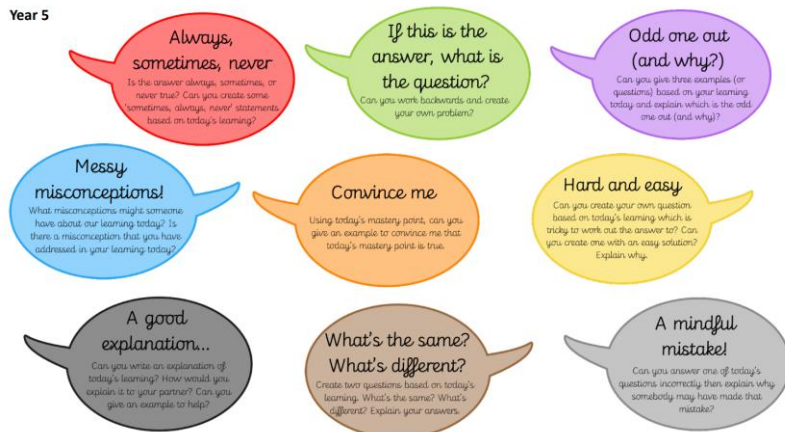 Year 5
Always,
sometimes, never
Is the answer always, sometimes, or
never true? Can you create some
'sometimes, always, never' statements
based on today's learning?
If this is the
answer, what is
the question?
Can you work backwards and create
your own problem?
Odd one out
(and why?)
Can you give three examples (or
questions) based on your learning
today and explain which is the odd
one out (and why)?
Messy
misconceptions!
What misconceptions might someone
have about our learning today? Is
there a misconception that you have
addressed in your learning today?
Convince me
Using today's mastery point, can you
give an example to convince me that
today's mastery point is true.
Hard and easy
Can you create your own question
based on today's learning which is
tricky to work out the answer to? Can
you create one with an easy solution?
Explain why.
A good
explanation...
Can you write an explanation of
today's learning? How would you
explain it to your partner? Can you
give an example to help?
What's the same?
What's different?
Create two questions based on today's
learning. What's the same? What's
different? Explain your answers.
A mindful
mistake!
Can you answer one of today's
questions incorrectly then explain why
somebody may have made that
mistake?